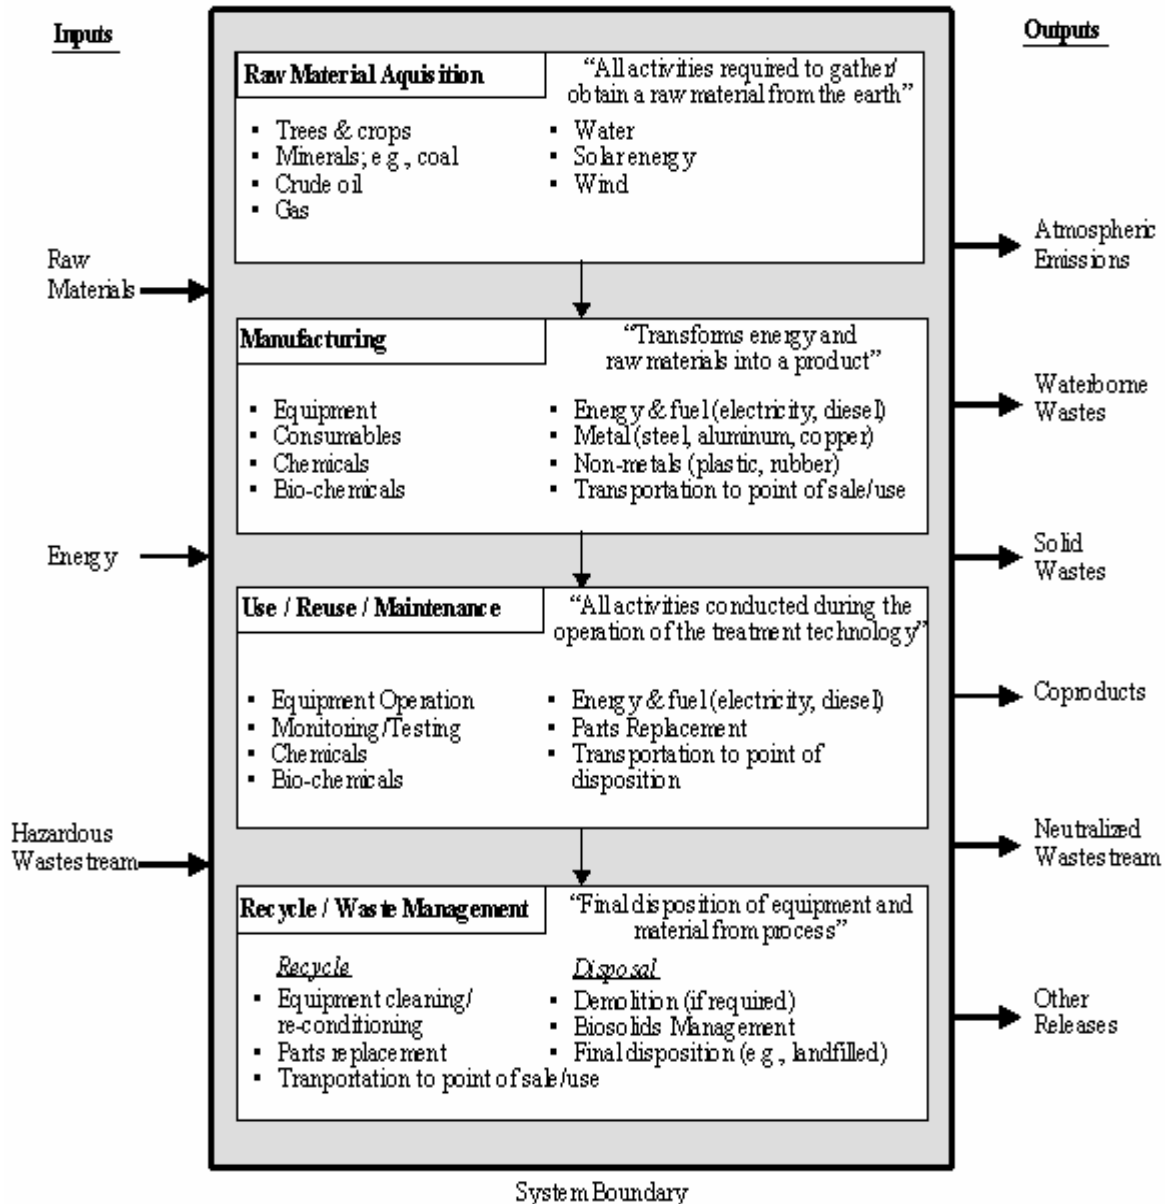 Inputs
Outputs
Raw Material Aquisition
“All activities required to gather/
obtain a raw material from the earth”
▪ Trees & crops
▪ Minerals; e.g., coal
▪ Crude oil
▪ Gas
▪ Water
▪ Solar energy
▪ Wind
Raw
Materials
Atmospheric
Emissions
Manufacturing
“Transforms energy and
raw materials into a product”
▪ Equipment
▪ Consumables
▪ Chemicals
▪ Bio-chemicals
▪ Energy & fuel (electricity, diesel)
▪ Metal (steel, aluminum, copper)
▪ Non-metals (plastic, rubber)
▪ Transportation to point of sale/use
Waterborne
Wastes
Energy
Solid
Wastes
Use / Reuse / Maintenance
“All activities conducted during the
operation of the treatment technology”
▪ Equipment Operation
▪ Monitoring/Testing
▪ Chemicals
▪ Bio-chemicals
▪ Energy & fuel (electricity, diesel)
▪ Parts Replacement
▪ Transportation to point of
disposition
Coproducts
Hazardous
Wastestream
Neutralized
Wastestream
Recycle / Waste Management
“Final disposition of equipment and
material from process”
Recycle
▪ Equipment cleaning/
re-conditioning
▪ Parts replacement
▪ Tranportation to point of sale/use
Disposal
▪ Demolition (if required)
▪ Biosolids Management
▪ Final disposition (e.g., landfilled)
Other
Releases
System Boundary